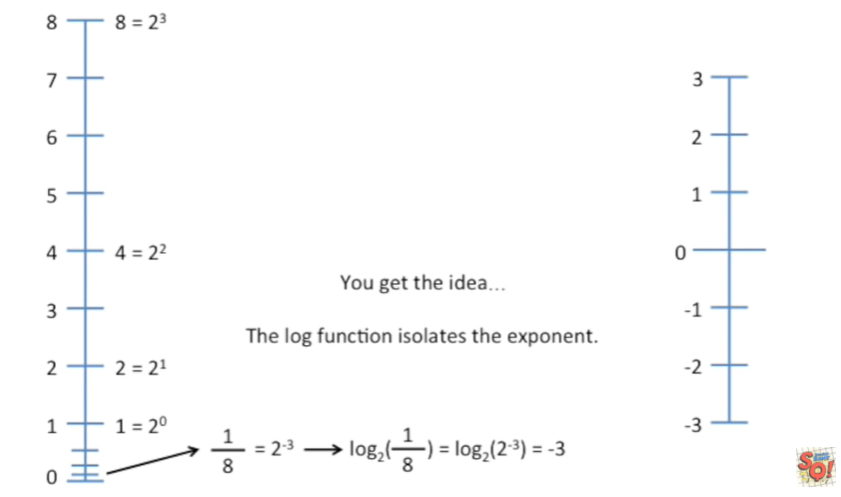 8 8 = 2³
7
6
5
4 4 = 2²
3
2 2 = 2¹
1 1 = 2⁰
0
You get the idea...
The log function isolates the exponent.
1/8 = 2⁻³ → log₂(1/8) = log₂(2⁻³) = -3
3
2
1
0
-1
-2
-3
SQ!